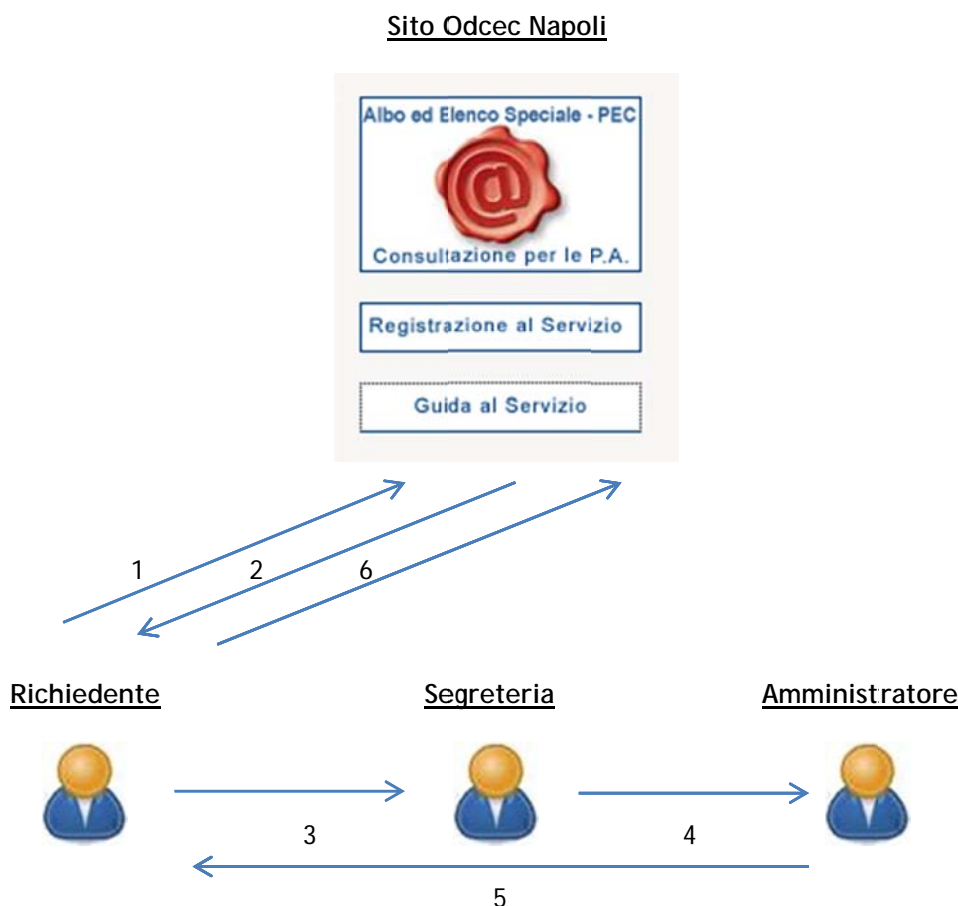 Sito Odcec Napoli
Albo ed Elenco Speciale - PEC
@
Consultazione per le P.A.
Registrazione al Servizio
Guida al Servizio
1 2 6
Richiedente Segreteria Amministratore
3 4
5